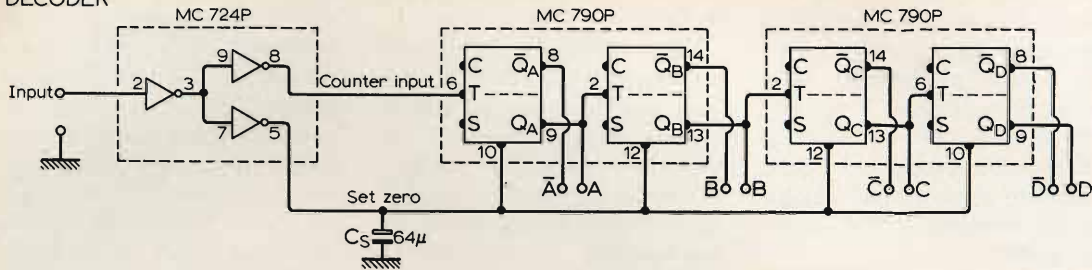 DECODER
MC 724P
MC 790P
MC 790P
Input
2
3
9
8
7
5
Counter input
6
C
T
S
Q̄A
8
QA
9
10
2
C
T
S
Q̄B
14
QB
13
12
2
C
T
S
Q̄C
14
QC
13
12
6
C
T
S
Q̄D
8
QD
9
10
Ā
A
B̄
B
C̄
C
D̄
D
Set zero
CS
64μ